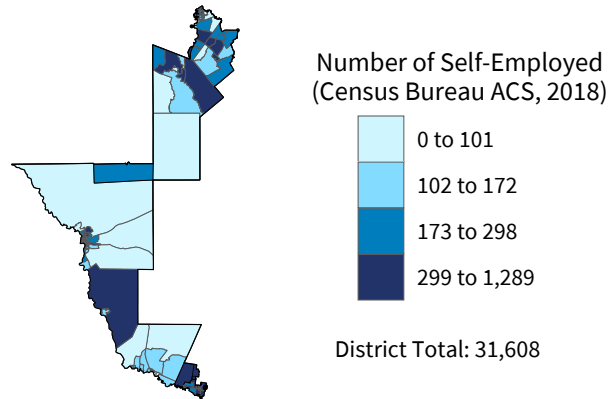 Number of Self-Employed
(Census Bureau ACS, 2018)
0 to 101
102 to 172
173 to 298
299 to 1,289
District Total: 31,608